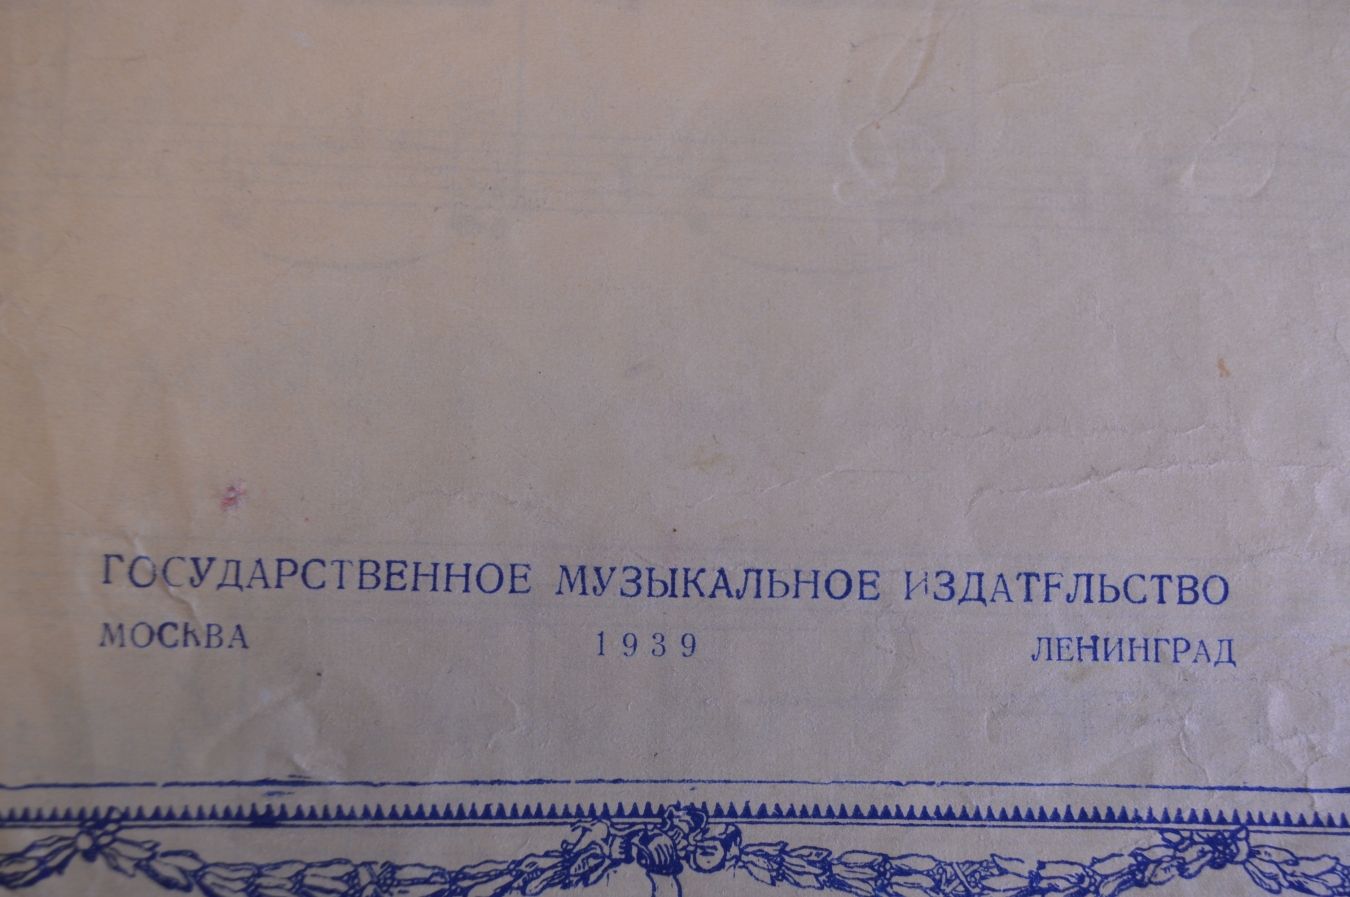 ГОСУДАРСТВЕННОЕ МУЗЫКАЛЬНОЕ ИЗДАТЕЛЬСТВО
МОСКВА 1939 ЛЕНИНГРАД